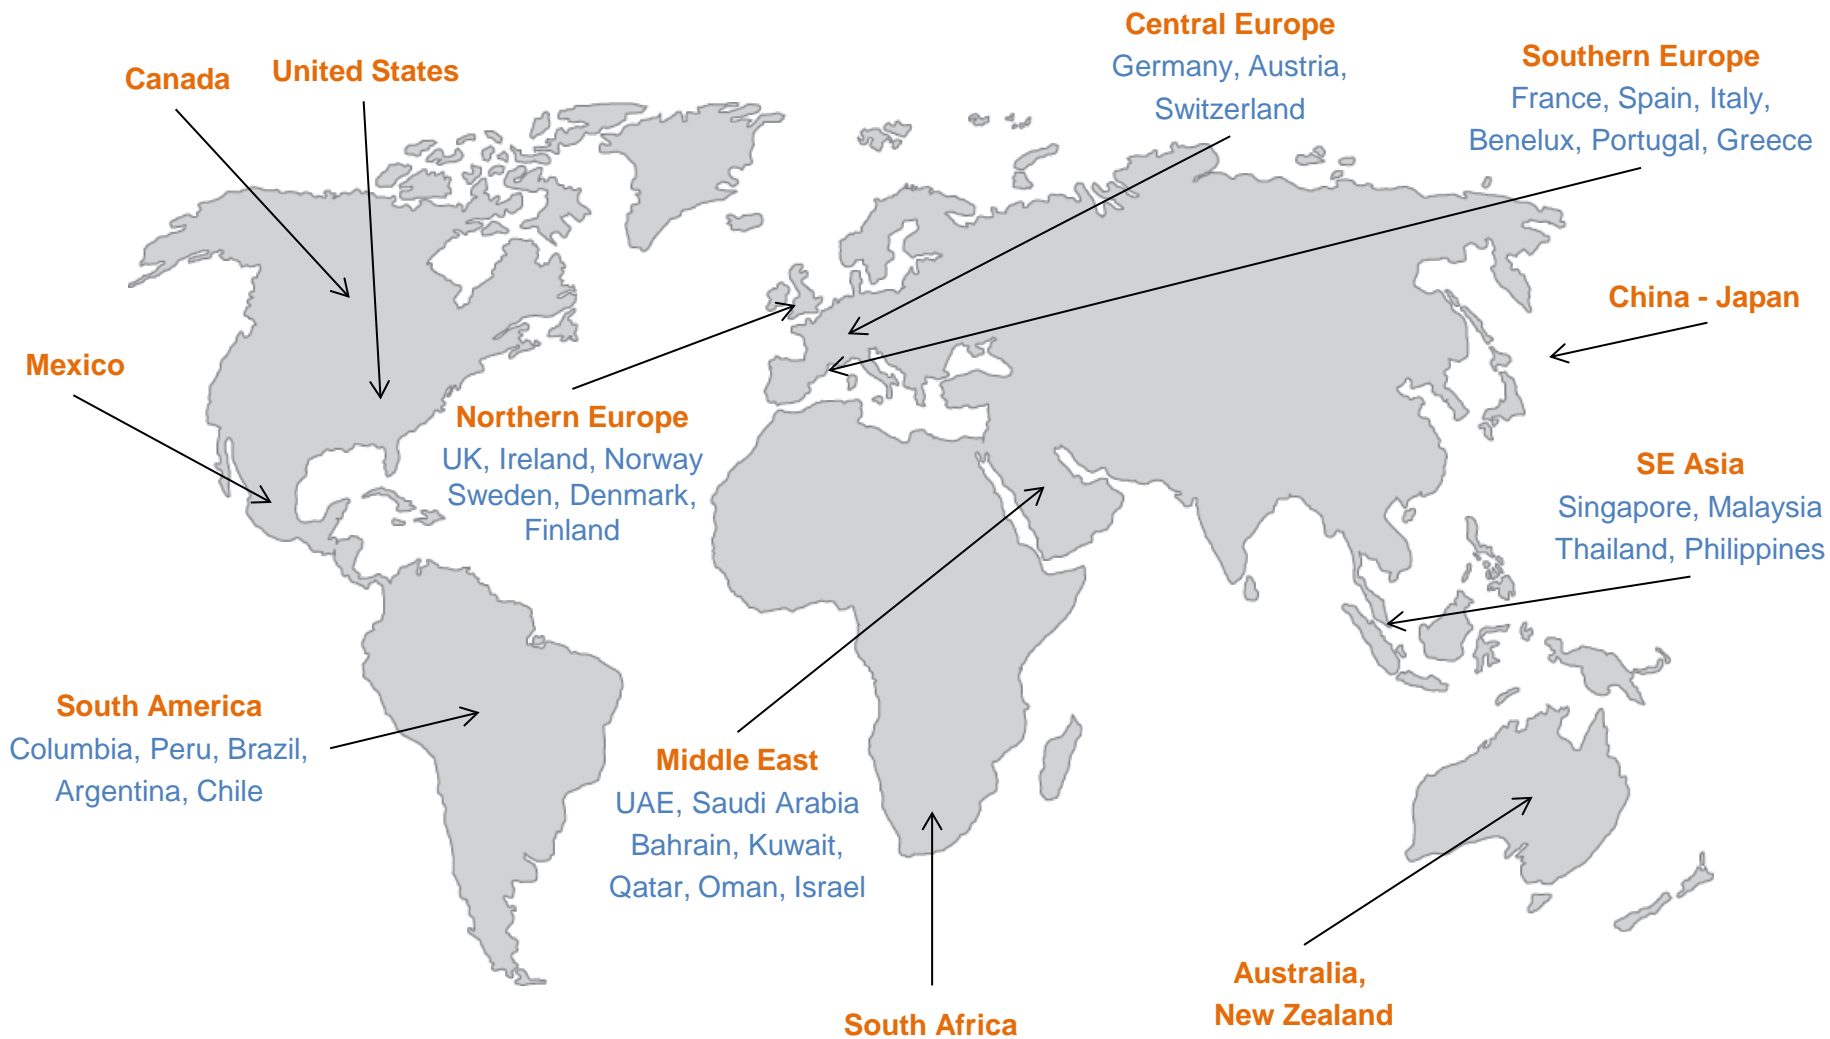 Central Europe
Germany, Austria,
Switzerland
Southern Europe
France, Spain, Italy,
Benelux, Portugal, Greece
Canada
United States
China - Japan
Mexico
Northern Europe
UK, Ireland, Norway
Sweden, Denmark,
Finland
SE Asia
Singapore, Malaysia
Thailand, Philippines
South America
Columbia, Peru, Brazil,
Argentina, Chile
Middle East
UAE, Saudi Arabia
Bahrain, Kuwait,
Qatar, Oman, Israel
Australia,
New Zealand
South Africa